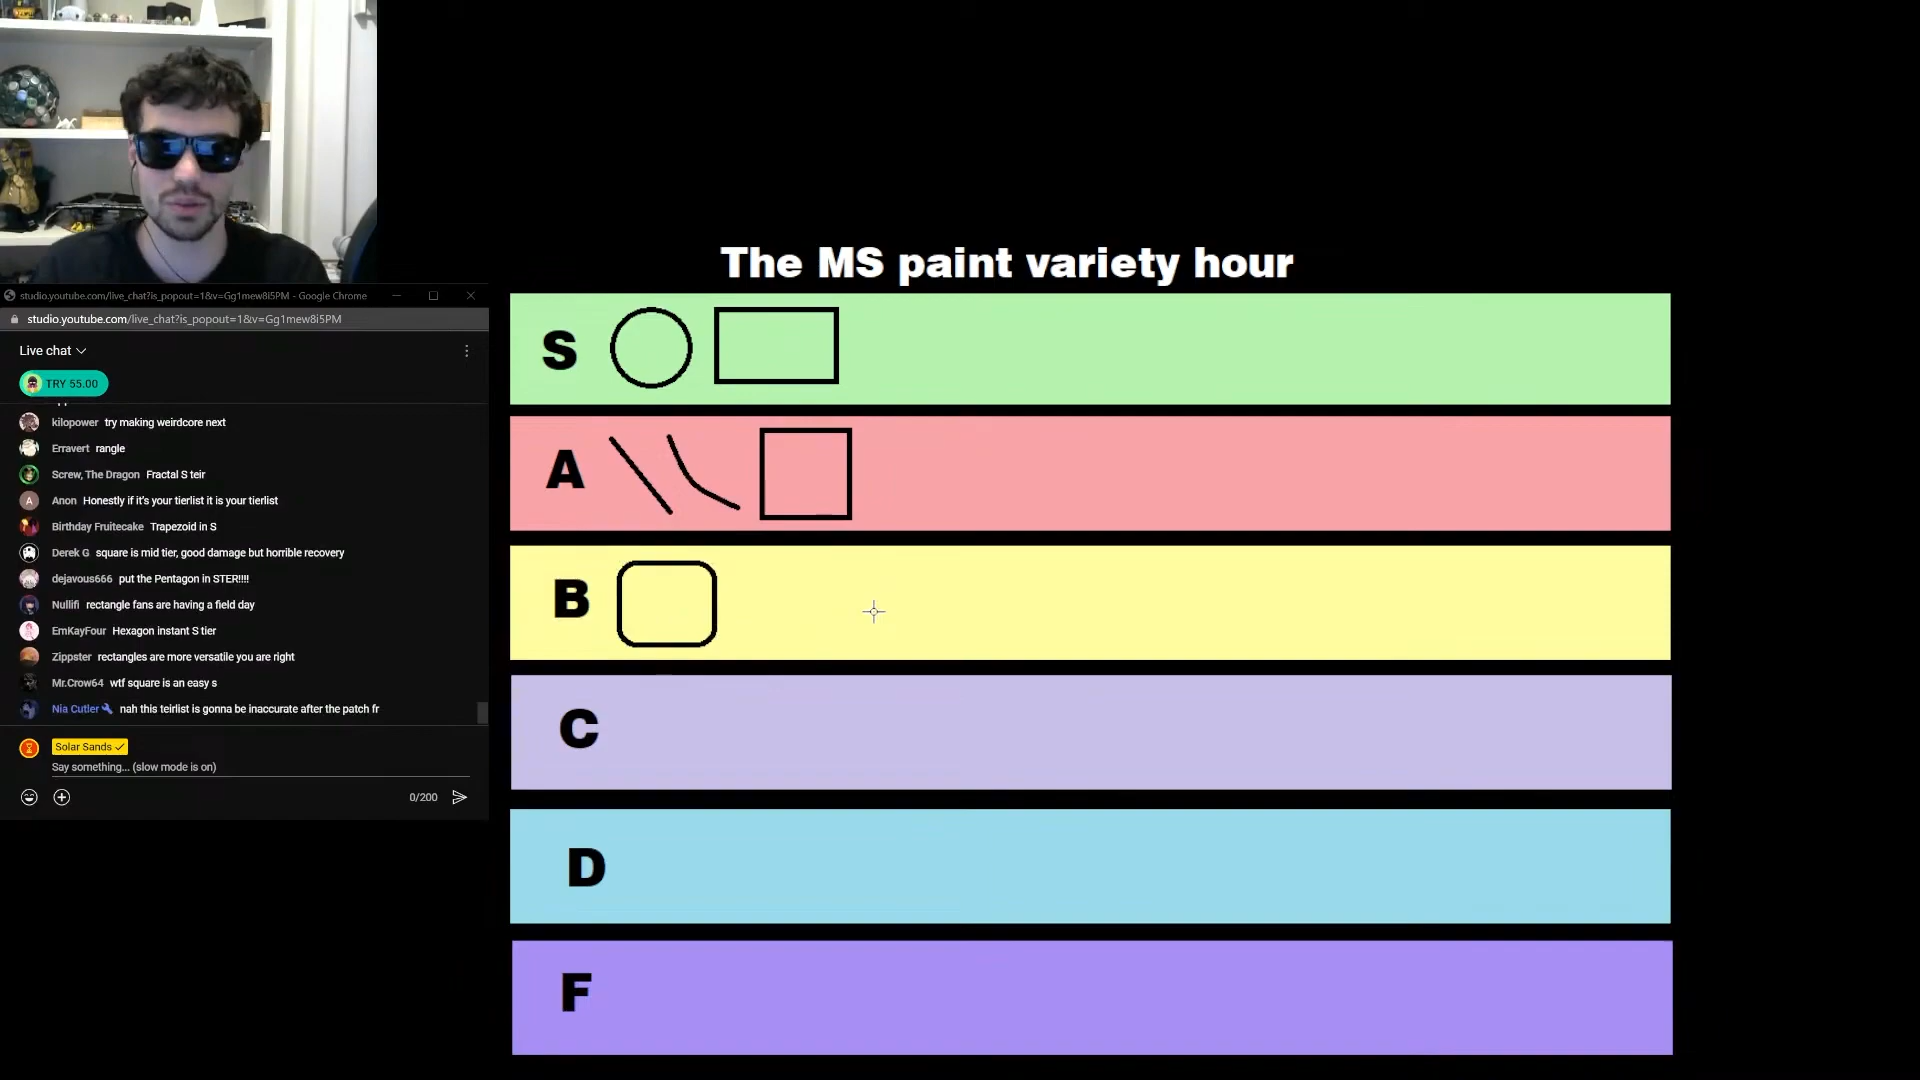 studio.youtube.com/live_chat?is_popout=1&v=Gg1mew8I5PM - Google Chrome
studio.youtube.com/live_chat?is_popout=1&v=Gg1mew8I5PM
Live chat
TRY 55.00
kilopower try making weirdcore next
Erravert rangle
Screw, The Dragon Fractal S teir
A Anon Honestly if it's your tierlist it is your tierlist
Birthday Fruitecake Trapezoid in S
Derek G square is mid tier, good damage but horrible recovery
dejavous666 put the Pentagon in STER!!!!
Nullifi rectangle fans are having a field day
EmKayFour Hexagon instant S tier
Zippster rectangles are more versatile you are right
Mr.Crow64 wtf square is an easy s
Nia Cutler nah this teirlist is gonna be inaccurate after the patch fr
Solar Sands
Say something... (slow mode is on)
0/200
The MS paint variety hour
S
A
B
C
D
F